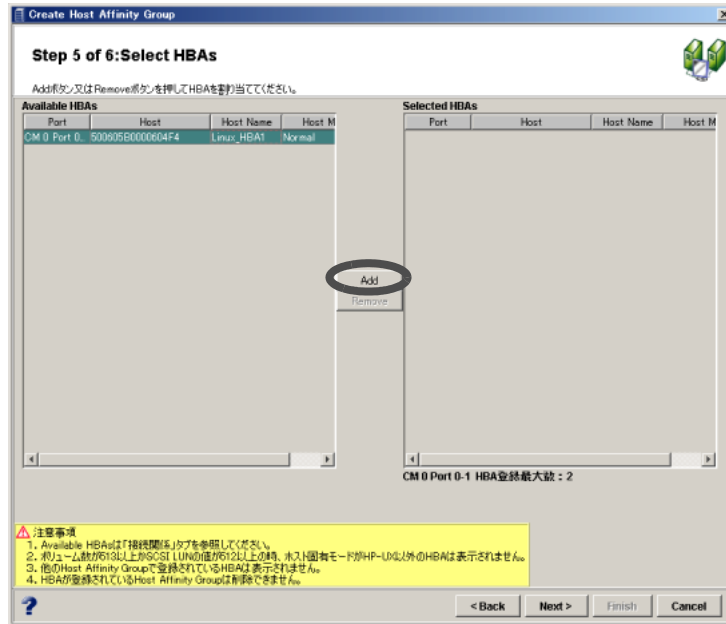 Create Host Affinity Group
Step 5 of 6:Select HBAs
Addボタン又はRemoveボタンを押してHBAを割り当ててください。
Available HBAs
Port Host Host Name Host M
CM 0 Port 0.. 500605B0000604F4 Linux_HBA1 Normal
Selected HBAs
Port Host Host Name Host M
Add
Remove
CM 0 Port 0-1 HBA登録最大数：2
注意事項
1. Available HBAsは「接続関係」タブを参照してください。
2. ボリューム数が513以上かSCSI LUNの値が512以上の時、ホスト固有モードがHP-UX以外のHBAは表示されません。
3. 他のHost Affinity Groupで登録されているHBAは表示されません。
4. HBAが登録されているHost Affinity Groupは削除できません。
?
< Back Next > Finish Cancel